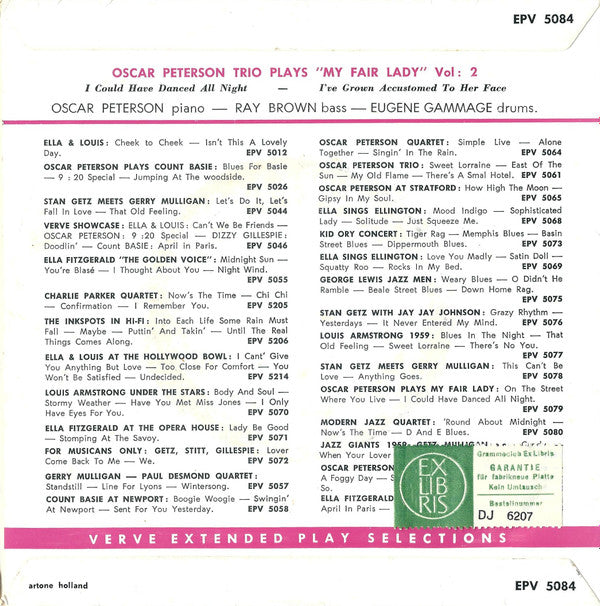 EPV 5084
OSCAR PETERSON TRIO PLAYS "MY FAIR LADY" Vol: 2
I Could Have Danced All Night — I've Grown Accustomed To Her Face
OSCAR PETERSON piano — RAY BROWN bass — EUGENE GAMMAGE drums.
ELLA & LOUIS: Cheek to Cheek — Isn't This A Lovely
Day. EPV 5012
OSCAR PETERSON PLAYS COUNT BASIE: Blues For Basie
— 9 : 20 Special — Jumping At The woodside.
EPV 5026
STAN GETZ MEETS GERRY MULLIGAN: Let's Do It, Let's
Fall In Love — That Old Feeling. EPV 5044
VERVE SHOWCASE: ELLA & LOUIS: Can't We Be Friends —
OSCAR PETERSON: 9 :20 Special — DIZZY GILLESPIE:
Doodlin' — Count BASIE: April in Paris. EPV 5046
ELLA FITZGERALD "THE GOLDEN VOICE": Midnight Sun —
You're Blasé — I Thought About You — Night Wind.
EPV 5055
CHARLIE PARKER QUARTET: Now's The Time — Chi Chi
— Confirmation — I Remember You. EPV 5205
THE INKSPOTS IN HI-FI: Into Each Life Some Rain Must
Fall — Maybe — Puttin' And Takin' — Until The Real
Things Comes Along. EPV 5206
ELLA & LOUIS AT THE HOLLYWOOD BOWL: I Cant' Give
You Anything But Love — Too Close For Comfort — You
Won't Be Satisfied — Undecided. EPV 5214
LOUIS ARMSTRONG UNDER THE STARS: Body And Soul —
Stormy Weather — Have You Met Miss Jones — I Only
Have Eyes For You. EPV 5070
ELLA FITZGERALD AT THE OPERA HOUSE: Lady Be Good
— Stomping At The Savoy. EPV 5071
FOR MUSICANS ONLY: GETZ, STITT, GILLESPIE: Lover
Come Back To Me — We. EPV 5072
GERRY MULLIGAN — PAUL DESMOND QUARTET:
Standstill — Line For Lyons — Wintersong. EPV 5057
COUNT BASIE AT NEWPORT: Boogie Woogie — Swingin'
At Newport — Sent For You Yesterday. EPV 5058
OSCAR PETERSON QUARTET: Simple Live — Alone
Together — Singin' In The Rain. EPV 5064
OSCAR PETERSON TRIO: Sweet Lorraine — East Of The
Sun — My Old Flame — There's A Smal Hotel. EPV 5061
OSCAR PETERSON AT STRATFORD: How High The Moon —
Gipsy In My Soul. EPV 5065
ELLA SINGS ELLINGTON: Mood Indigo — Sophisticated
Lady — Solitude — Just Squeeze Me. EPV 5068
KID ORY CONCERT: Tiger Rag — Memphis Blues — Basin
Street Blues — Dippermouth Blues. EPV 5073
ELLA SINGS ELLINGTON: Love You Madly — Satin Doll —
Squatty Roo — Rocks In My Bed. EPV 5069
GEORGE LEWIS JAZZ MEN: Weary Blues — O Didn't He
Ramble — Beale Street Blues — Down Home Rag.
EPV 5075
STAN GETZ WITH JAY JAY JOHNSON: Grazy Rhythm —
Yesterdays — It Never Entered My Mind. EPV 5076
LOUIS ARMSTRONG 1959: Blues In The Night — That
Old Feeling — Sweet Lorraine — There's No You.
EPV 5077
STAN GETZ MEETS GERRY MULLIGAN: This Can't Be
Love — Anything Goes. EPV 5078
OSCAR PETERSON PLAYS MY FAIR LADY: On The Street
Where You Live — I Could Have Danced All Night.
EPV 5079
MODERN JAZZ QUARTET: 'Round About Midnight —
Now's The Time — D And E Blues. EPV 5080
JAZZ GIANTS 1958: GETZ, MULLIGAN
When Your Lover
OSCAR PETERSON
A Foggy Day — S
So.
ELLA FITZGERALD
April In Paris —
EX
LI
BRIS
Grammoclub Ex Libris
GARANTIE
für fabrikneue Platte
Kein Umtausch
Bestellnummer
DJ 6207
VERVE EXTENDED PLAY SELECTIONS
artone holland
EPV 5084